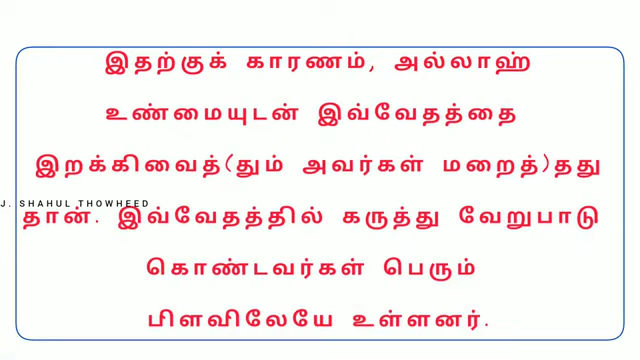 இதற்குக் காரணம், அல்லாஹ்
உண்மையுடன் இவ்வேதத்தை
இறக்கிவைத்(தும் அவர்கள் மறைத்)தது
J. SHAHUL THOWHEED
தான். இவ்வேதத்தில் கருத்து வேறுபாடு
கொண்டவர்கள் பெரும்
பிளவிலேயே உள்ளனர்.